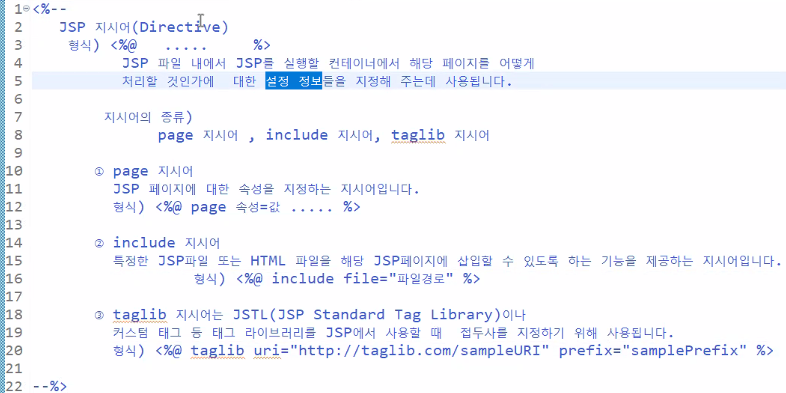 1 <%--
2 JSP 지시어(Directive)
3 형식) <%@ ..... %>
4 JSP 파일 내에서 JSP를 실행할 컨테이너에서 해당 페이지를 어떻게
5 처리할 것인가에 대한 설정 정보들을 지정해 주는데 사용됩니다.
6
7 지시어의 종류)
8 page 지시어 , include 지시어, taglib 지시어
9
10 ① page 지시어
11 JSP 페이지에 대한 속성을 지정하는 지시어입니다.
12 형식) <%@ page 속성=값 ..... %>
13
14 ② include 지시어
15 특정한 JSP파일 또는 HTML 파일을 해당 JSP페이지에 삽입할 수 있도록 하는 기능을 제공하는 지시어입니다.
16 형식) <%@ include file="파일경로" %>
17
18 ③ taglib 지시어는 JSTL(JSP Standard Tag Library)이나
19 커스텀 태그 등 태그 라이브러리를 JSP에서 사용할 때 접두사를 지정하기 위해 사용됩니다.
20 형식) <%@ taglib uri="http://taglib.com/sampleURI" prefix="samplePrefix" %>
21
22 --%>